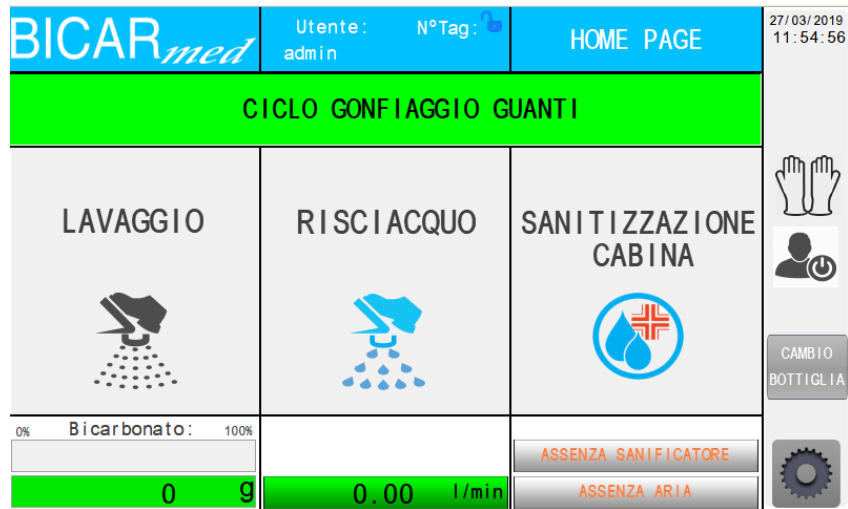 BICARmed
Utente: N°Tag:
admin
HOME PAGE
27/03/2019
11:54:56
CICLO GONFIAGGIO GUANTI
LAVAGGIO
RISCIACQUO
SANITIZZAZIONE
CABINA
CAMBIO
BOTTIGLIA
0% Bicarbonato: 100%
0 g
0.00 l/min
ASSENZA SANIFICATORE
ASSENZA ARIA